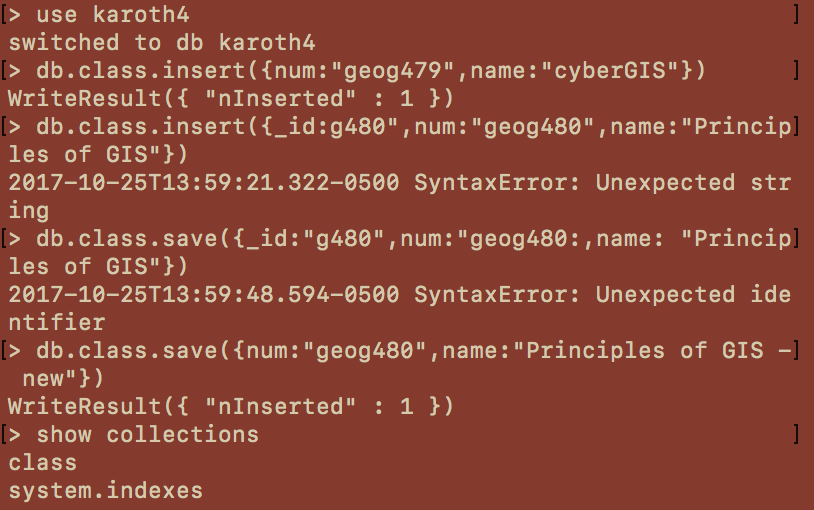 [> use karoth4 ]
switched to db karoth4
[> db.class.insert({num:"geog479",name:"cyberGIS"}) ]
WriteResult({ "nInserted" : 1 })
[> db.class.insert({_id:g480",num:"geog480",name:"Princip]
les of GIS"})
2017-10-25T13:59:21.322-0500 SyntaxError: Unexpected str
ing
[> db.class.save({_id:"g480",num:"geog480:,name: "Princip]
les of GIS"})
2017-10-25T13:59:48.594-0500 SyntaxError: Unexpected ide
ntifier
[> db.class.save({num:"geog480",name:"Principles of GIS -]
 new"})
WriteResult({ "nInserted" : 1 })
[> show collections ]
class
system.indexes